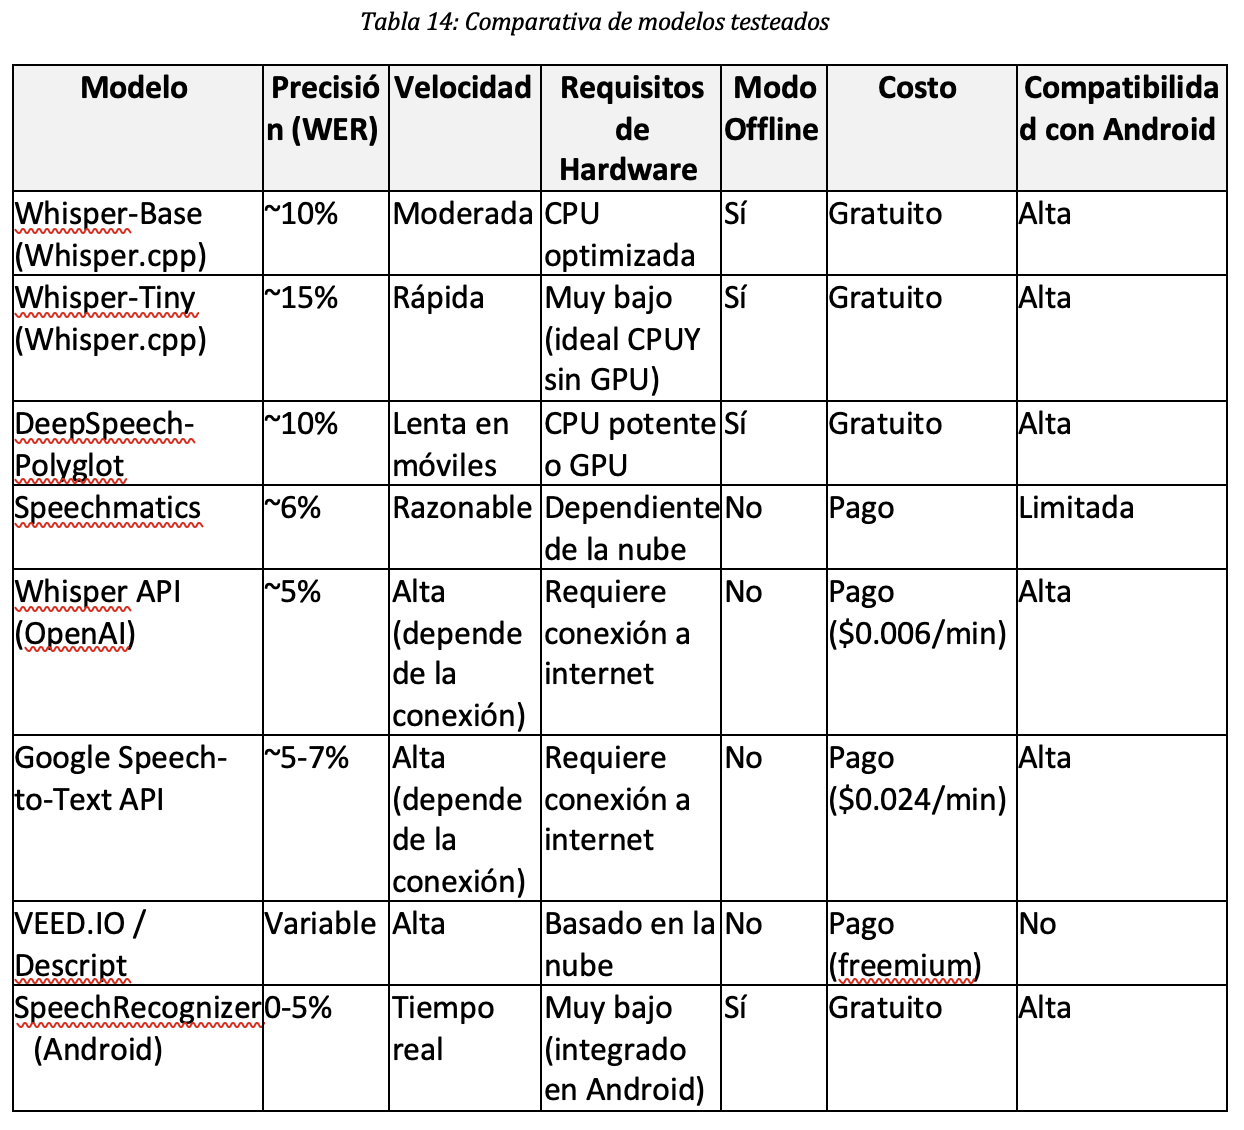 Tabla 14: Comparativa de modelos testeados
Modelo
Precisió
n (WER)
Velocidad
Requisitos
de
Hardware
Modo
Offline
Costo
Compatibilida
d con Android
Whisper-Base
(Whisper.cpp)
~10%
Moderada
CPU
optimizada
Sí
Gratuito
Alta
Whisper-Tiny
(Whisper.cpp)
~15%
Rápida
Muy bajo
(ideal CPUY
sin GPU)
Sí
Gratuito
Alta
DeepSpeech-
Polyglot
~10%
Lenta en
móviles
CPU potente
o GPU
Sí
Gratuito
Alta
Speechmatics
~6%
Razonable
Dependiente
de la nube
No
Pago
Limitada
Whisper API
(OpenAI)
~5%
Alta
(depende
de la
conexión)
Requiere
conexión a
internet
No
Pago
($0.006/min)
Alta
Google Speech-
to-Text API
~5-7%
Alta
(depende
de la
conexión)
Requiere
conexión a
internet
No
Pago
($0.024/min)
Alta
VEED.IO /
Descript
Variable
Alta
Basado en la
nube
No
Pago
(freemium)
No
SpeechRecognizer
(Android)
0-5%
Tiempo
real
Muy bajo
(integrado
en Android)
Sí
Gratuito
Alta